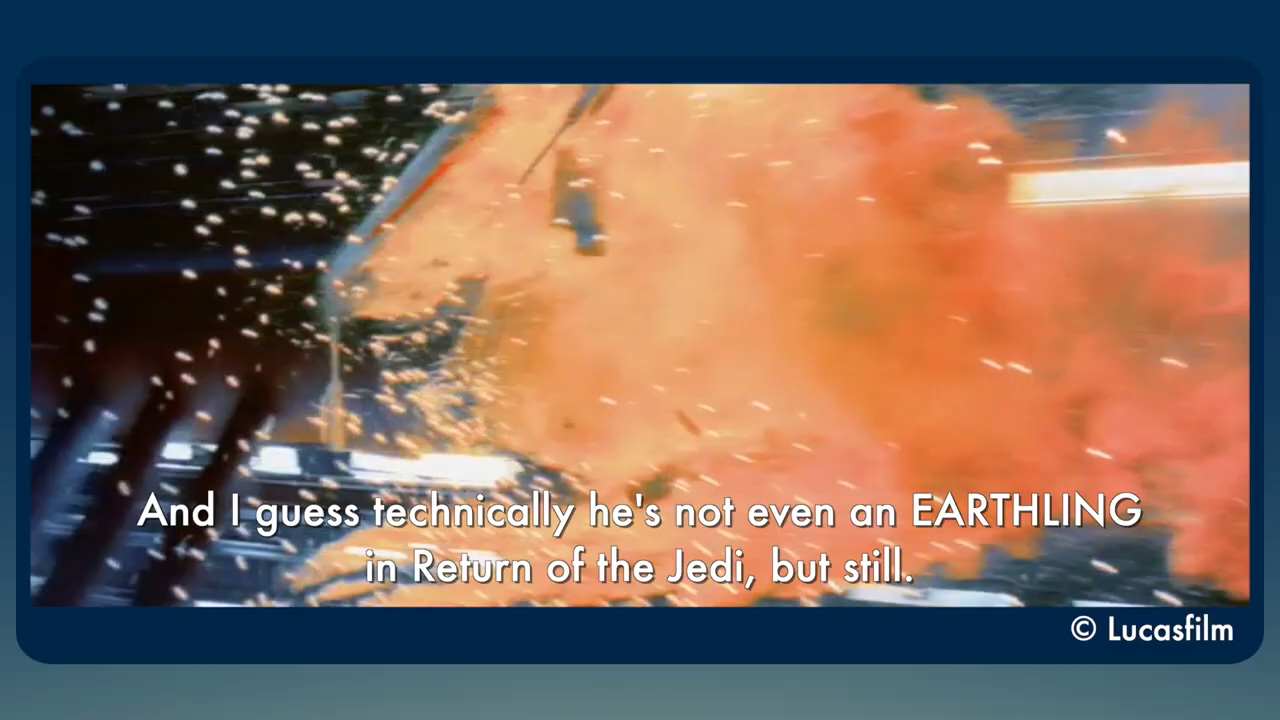 And I guess technically he's not even an EARTHLING
in Return of the Jedi, but still.
© Lucasfilm